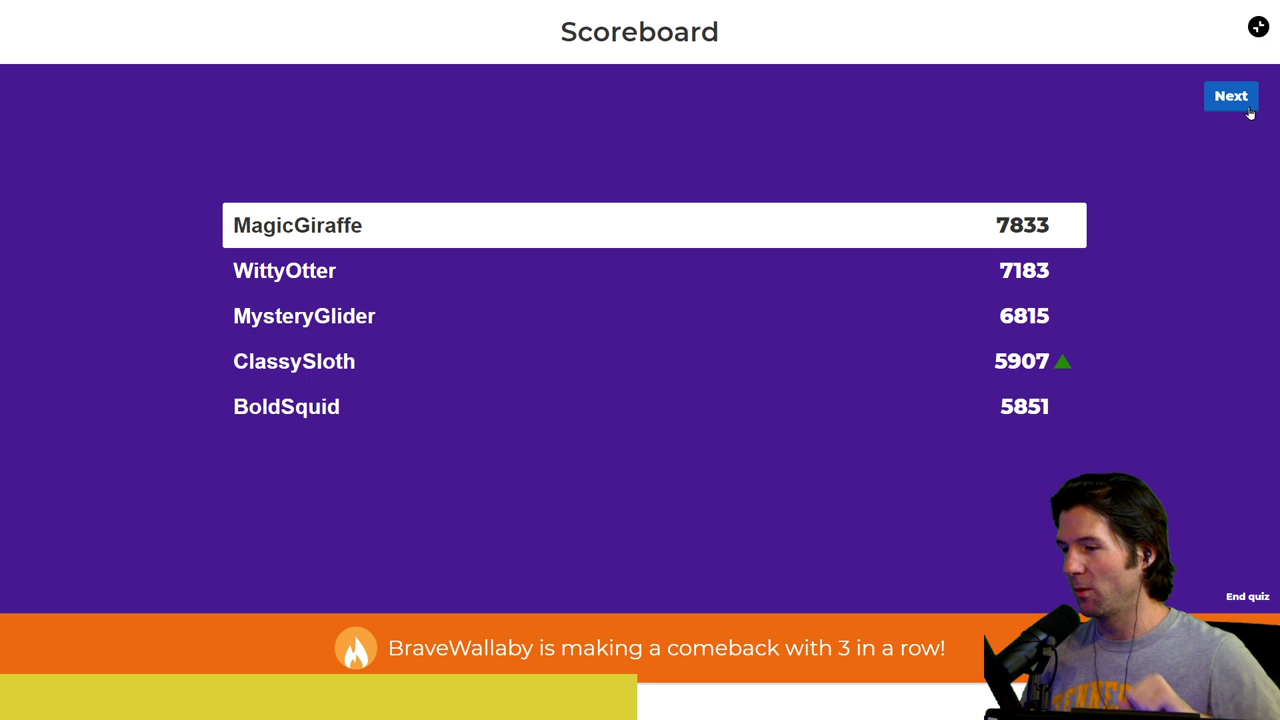 Scoreboard
Next
MagicGiraffe 7833
WittyOtter 7183
MysteryGlider 6815
ClassySloth 5907
BoldSquid 5851
End quiz
BraveWallaby is making a comeback with 3 in a row!